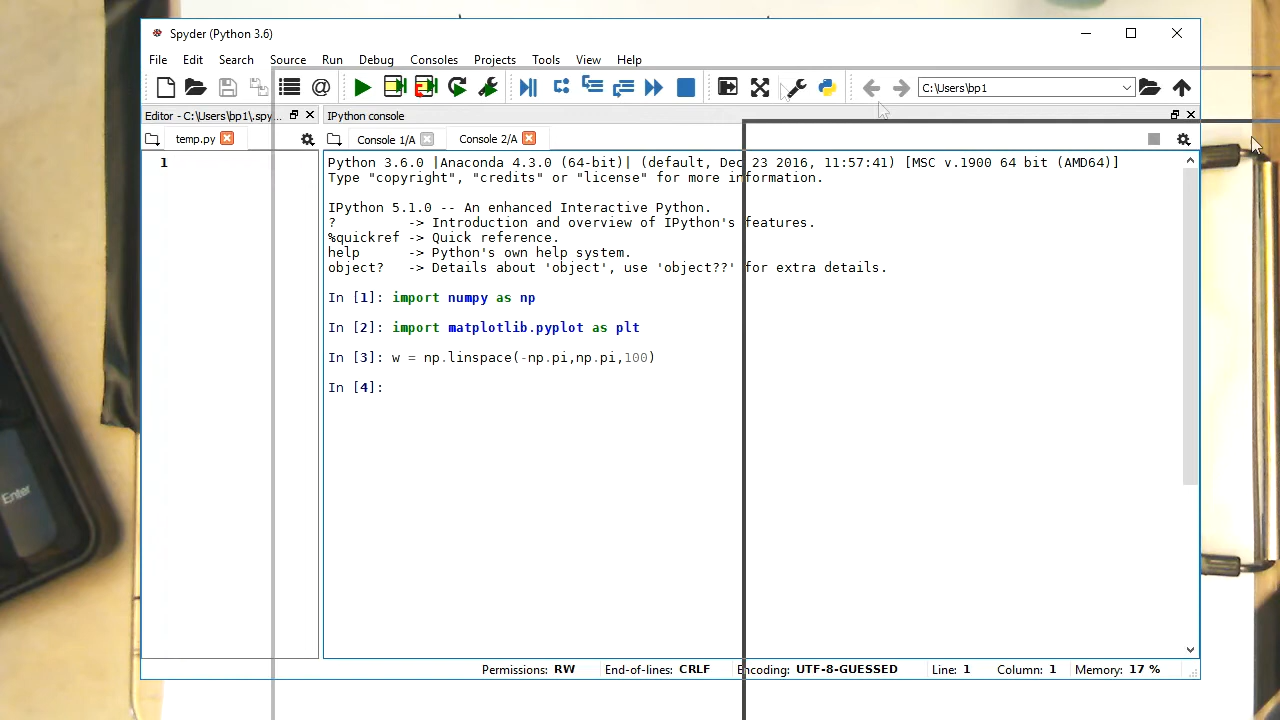 Spyder (Python 3.6)
File Edit Search Source Run Debug Consoles Projects Tools View Help
C:\Users\bp1
Editor - C:\Users\bp1\.spy... IPython console
temp.py Console 1/A Console 2/A
1
Python 3.6.0 |Anaconda 4.3.0 (64-bit)| (default, Dec 23 2016, 11:57:41) [MSC v.1900 64 bit (AMD64)]
Type "copyright", "credits" or "license" for more information.
IPython 5.1.0 -- An enhanced Interactive Python.
? -> Introduction and overview of IPython's features.
%quickref -> Quick reference.
help -> Python's own help system.
object? -> Details about 'object', use 'object??' for extra details.
In [1]: import numpy as np
In [2]: import matplotlib.pyplot as plt
In [3]: w = np.linspace(-np.pi,np.pi,100)
In [4]:
Enter
Permissions: RW End-of-lines: CRLF Encoding: UTF-8-GUESSED Line: 1 Column: 1 Memory: 17 %